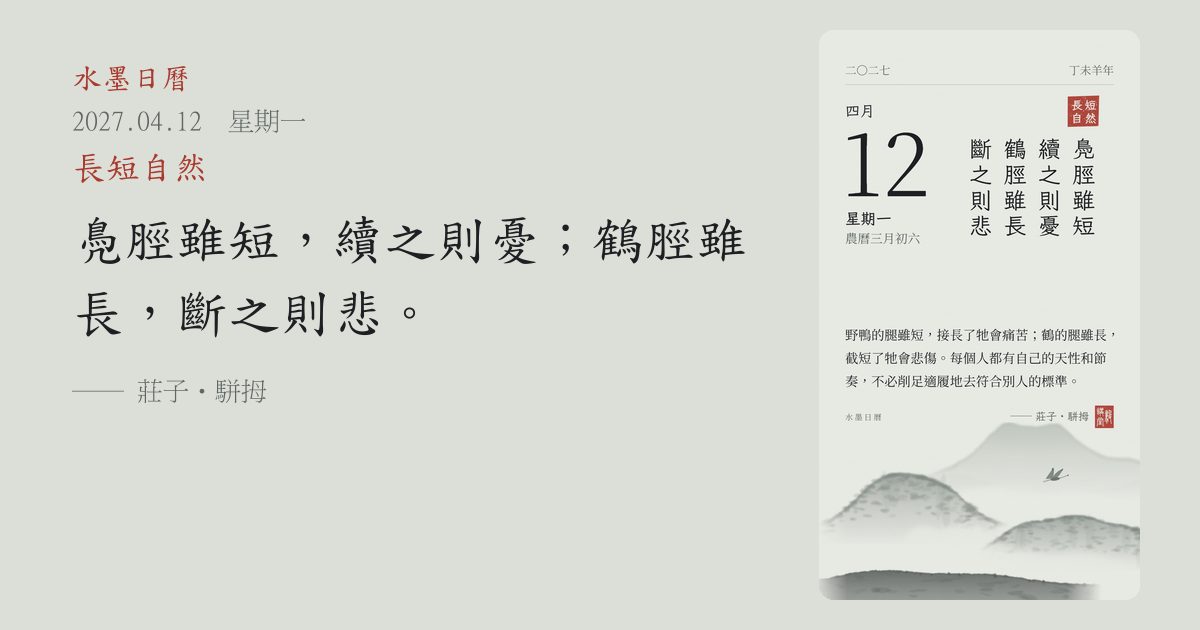 水墨日曆
2027.04.12 星期一
長短自然
鳧脛雖短，續之則憂；鶴脛雖
長，斷之則悲。
—— 莊子・駢拇
二〇二七
丁未羊年
四月
12
星期一
農曆三月初六
長短
自然
鳧脛雖短
續之則憂
鶴脛雖長
斷之則悲
野鴨的腿雖短，接長了牠會痛苦；鶴的腿雖長，
截短了牠會悲傷。每個人都有自己的天性和節
奏，不必削足適履地去符合別人的標準。
水墨日曆
—— 莊子・駢拇